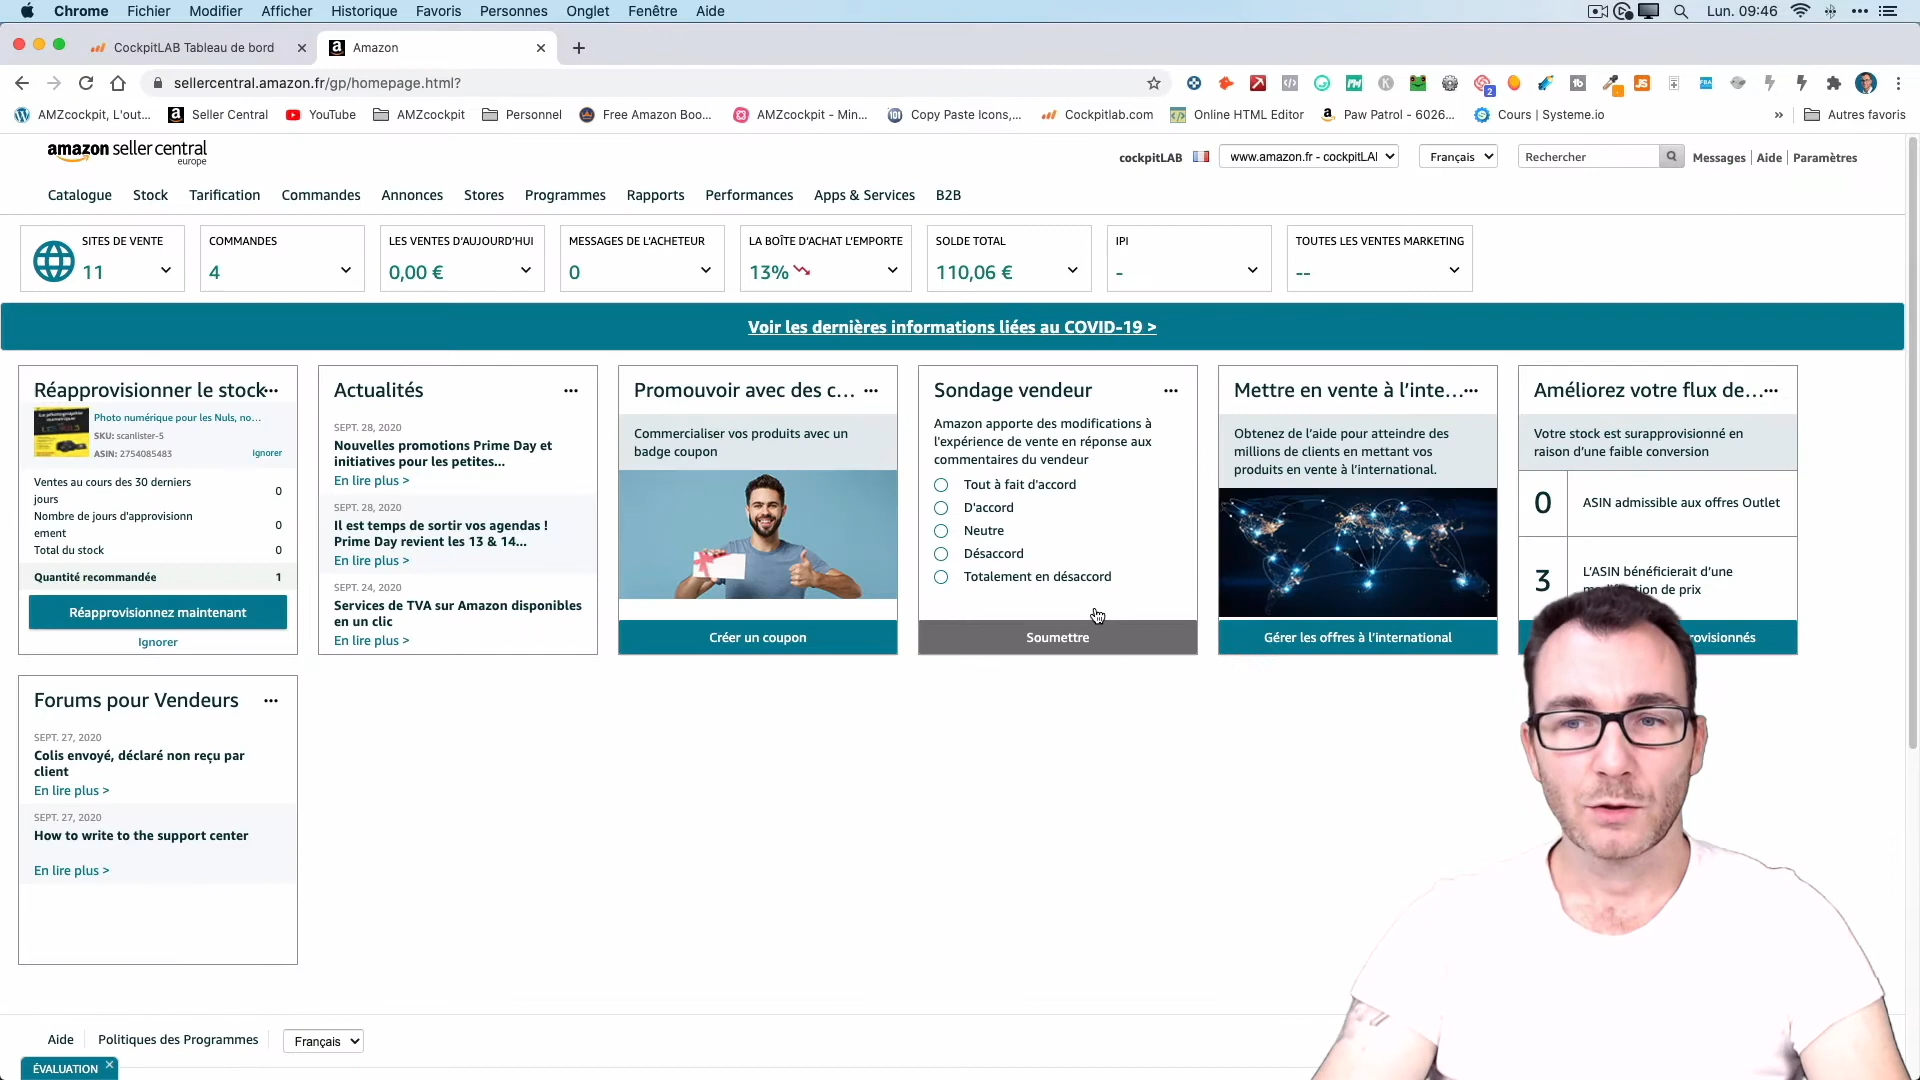 Chrome Fichier Modifier Afficher Historique Favoris Personnes Onglet Fenêtre Aide
Lun. 09:46
CockpitLAB Tableau de bord
Amazon
sellercentral.amazon.fr/gp/homepage.html?
AMZcockpit, L'out...
Seller Central
YouTube
AMZcockpit
Personnel
Free Amazon Boo...
AMZcockpit - Min...
Copy Paste Icons,...
Cockpitlab.com
Online HTML Editor
Paw Patrol - 6026...
Cours | Systeme.io
Autres favoris
amazon seller central
europe
cockpitLAB
www.amazon.fr - cockpitLA
Français
Rechercher
Messages | Aide | Paramètres
Catalogue Stock Tarification Commandes Annonces Stores Programmes Rapports Performances Apps & Services B2B
SITES DE VENTE
11
COMMANDES
4
LES VENTES D'AUJOURD'HUI
0,00 €
MESSAGES DE L'ACHETEUR
0
LA BOÎTE D'ACHAT L'EMPORTE
13%
SOLDE TOTAL
110,06 €
IPI
-
TOUTES LES VENTES MARKETING
--
Voir les dernières informations liées au COVID-19 >
Réapprovisionner le stock
Photo numérique pour les Nuls, no...
SKU: scanlister-5
ASIN: 2754085483
Ignorer
Ventes au cours des 30 derniers
jours
0
Nombre de jours d'approvisionn
ement
0
Total du stock 0
Quantité recommandée 1
Réapprovisionnez maintenant
Ignorer
Actualités
SEPT. 28, 2020
Nouvelles promotions Prime Day et
initiatives pour les petites...
En lire plus >
SEPT. 28, 2020
Il est temps de sortir vos agendas !
Prime Day revient les 13 & 14...
En lire plus >
SEPT. 24, 2020
Services de TVA sur Amazon disponibles
en un clic
En lire plus >
Promouvoir avec des c...
Commercialiser vos produits avec un
badge coupon
Créer un coupon
Sondage vendeur
Amazon apporte des modifications à
l'expérience de vente en réponse aux
commentaires du vendeur
Tout à fait d'accord
D'accord
Neutre
Désaccord
Totalement en désaccord
Soumettre
Mettre en vente à l'inte...
Obtenez de l'aide pour atteindre des
millions de clients en mettant vos
produits en vente à l'international.
Gérer les offres à l'international
Améliorez votre flux de...
Votre stock est surapprovisionné en
raison d'une faible conversion
0
ASIN admissible aux offres Outlet
3
L'ASIN bénéficierait d'une
de prix
Forums pour Vendeurs
SEPT. 27, 2020
Colis envoyé, déclaré non reçu par
client
En lire plus >
SEPT. 27, 2020
How to write to the support center
En lire plus >
Aide
Politiques des Programmes
Français
ÉVALUATION